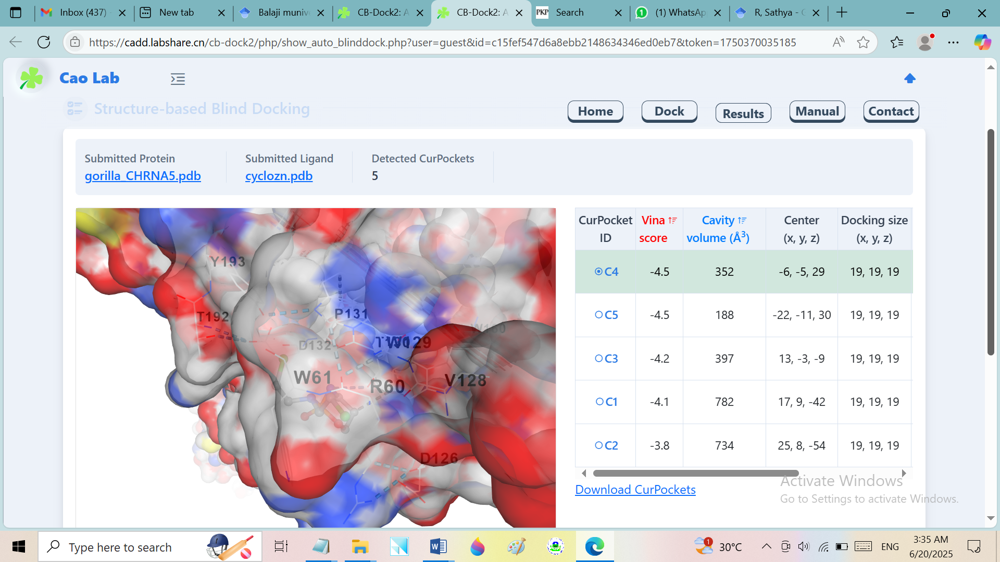 Inbox (437) -
New tab
Balaji munive
CB-Dock2: A
CB-Dock2: A
PKP
Search
1
(1) WhatsAp
R, Sathya - G
https://cadd.labshare.cn/cb-dock2/php/show_auto_blinddock.php?user=guest&id=c15fef547d6a8ebb2148634346ed0eb7&token=1750370035185
Cao Lab
Structure-based Blind Docking
Home
Dock
Results
Manual
Contact
Submitted Protein
gorilla_CHRNA5.pdb
Submitted Ligand
cyclozn.pdb
Detected CurPockets
5
Y193
T192
P131
D132
W129
W61
R60
V128
D126
CurPocket ID Vina score Cavity volume (Å3) Center (x, y, z) Docking size (x, y, z)
C4 -4.5 352 -6, -5, 29 19, 19, 19
C5 -4.5 188 -22, -11, 30 19, 19, 19
C3 -4.2 397 13, -3, -9 19, 19, 19
C1 -4.1 782 17, 9, -42 19, 19, 19
C2 -3.8 734 25, 8, -54 19, 19, 19
Download CurPockets
Activate Windows
Go to Settings to activate Windows.
Type here to search
1
30°C
ENG
3:35 AM
6/20/2025